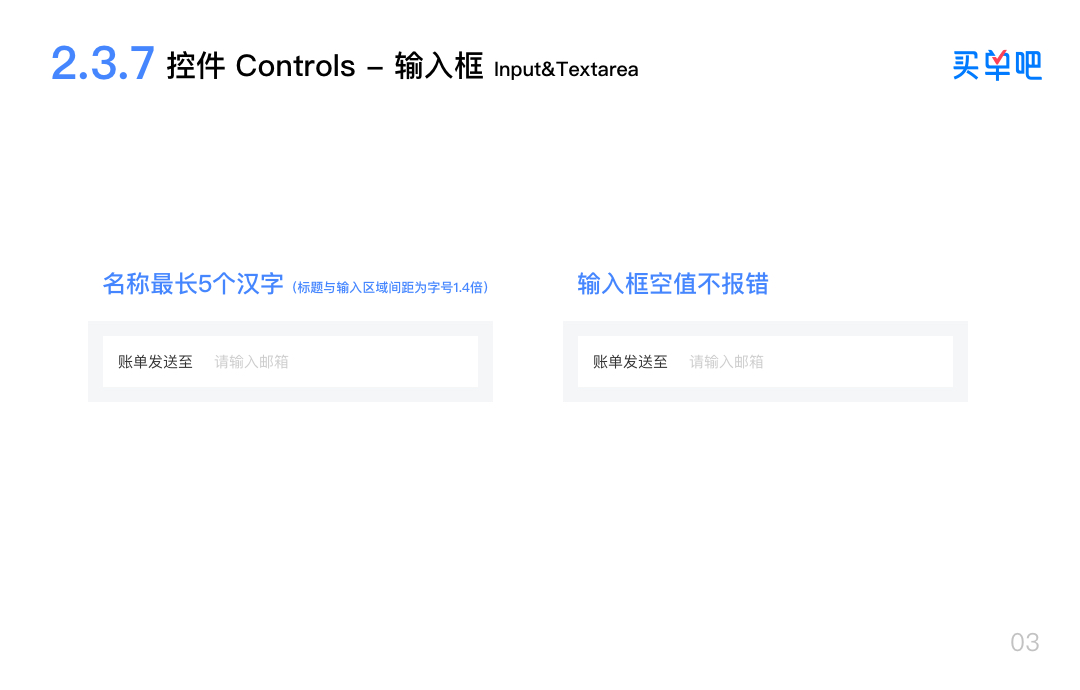 2.3.7 控件 Controls – 输入框 Input&Textarea
买单吧
名称最长5个汉字（标题与输入区域间距为字号1.4倍）
账单发送至 请输入邮箱
输入框空值不报错
账单发送至 请输入邮箱
03